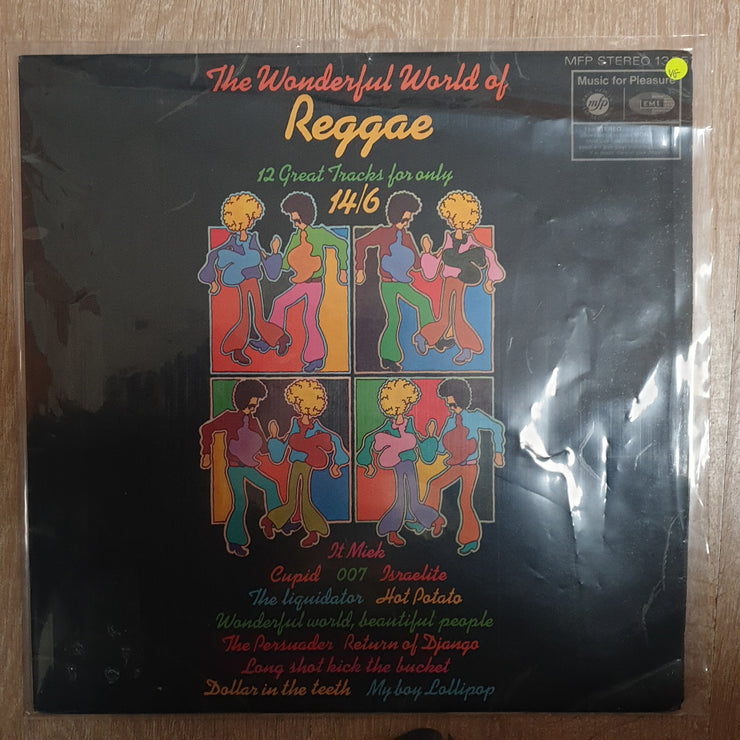 MFP STEREO 13
The Wonderful World of
Reggae
Music for Pleasure
mfp EMI
STEREO
12 Great Tracks for only
14/6
It Miek
Cupid 007 Israelite
The liquidator Hot Potato
Wonderful world, beautiful people
The Persuader Return of Django
Long shot kick the bucket
Dollar in the teeth My boy Lollipop